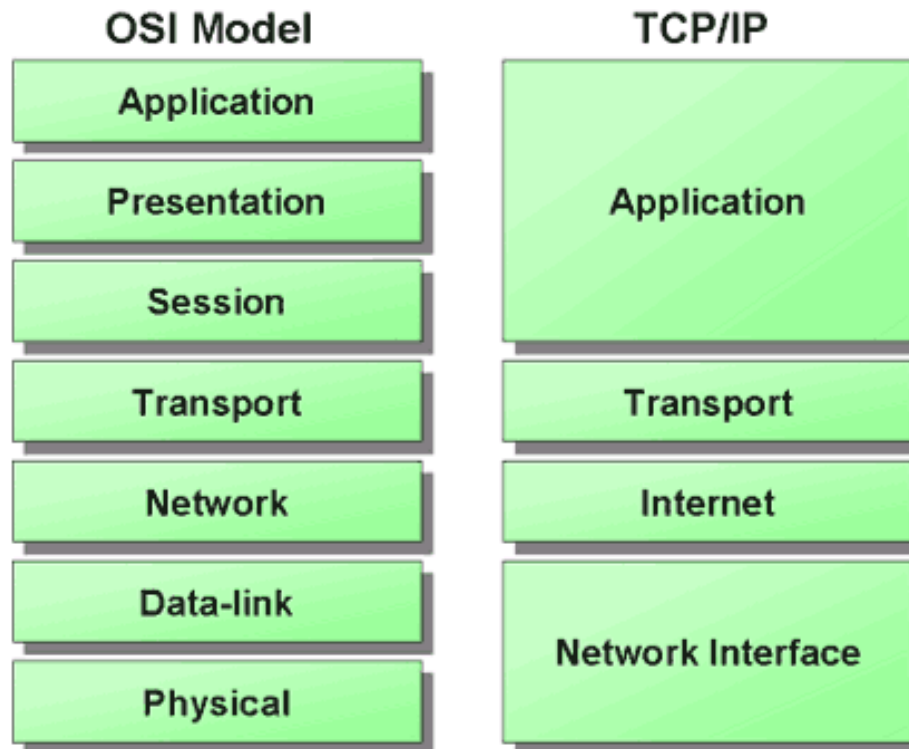 OSI Model
Application
Presentation
Session
Transport
Network
Data-link
Physical
TCP/IP
Application
Transport
Internet
Network Interface